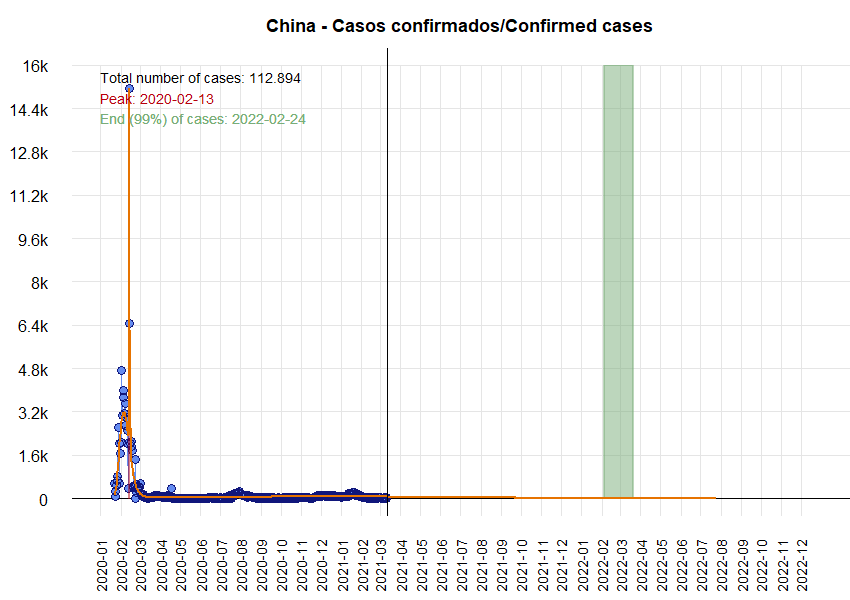 China - Casos confirmados/Confirmed cases
16k
Total number of cases: 112.894
Peak: 2020-02-13
14.4k
End (99%) of cases: 2022-02-24
12.8k
11.2k
9.6k
8k
6.4k
4.8k
3.2k
1.6k
0
2020-01
2020-02
2020-03
2020-04
2020-05
2020-06
2020-07
2020-08
2020-09
2020-10
2020-11
2020-12
2021-01
2021-02
2021-03
2021-04
2021-05
2021-06
2021-07
2021-08
2021-09
2021-10
2021-11
2021-12
2022-01
2022-02
2022-03
2022-04
2022-05
2022-06
2022-07
2022-08
2022-09
2022-10
2022-11
2022-12